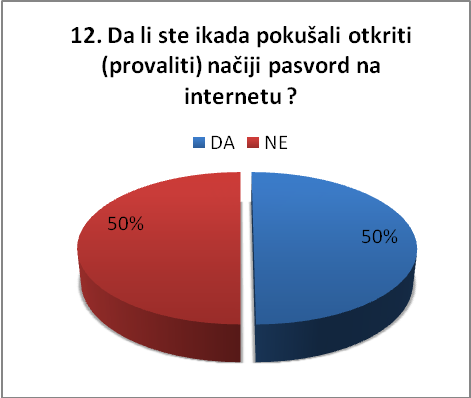 12. Da li ste ikada pokušali otkriti
(provaliti) načiji pasvord na
internetu ?
DA NE
50%
50%